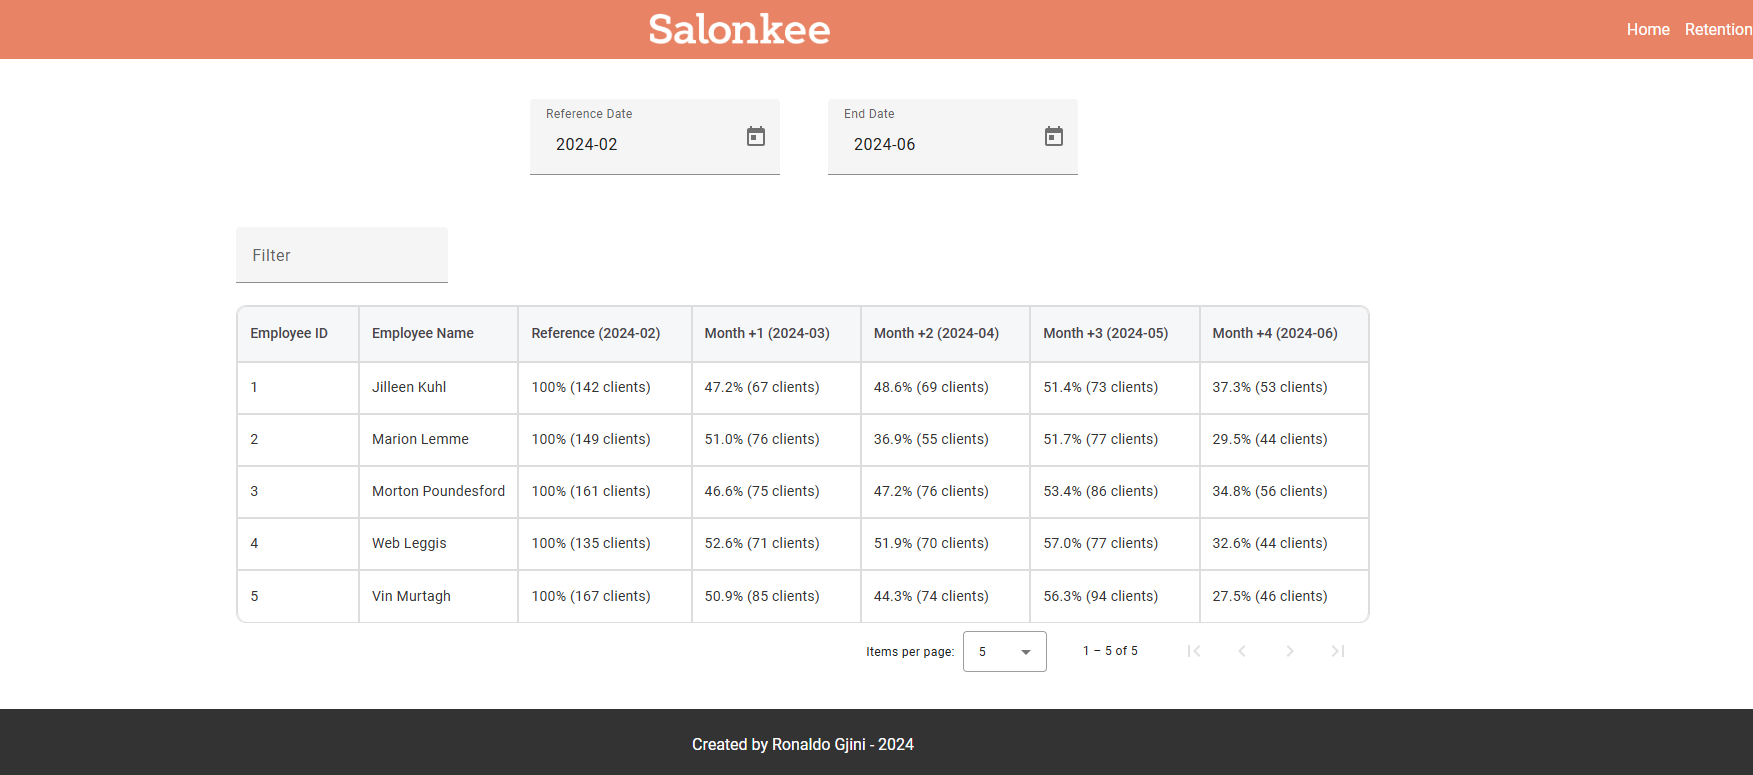 Salonkee
Home Retention
Reference Date
2024-02
End Date
2024-06
Filter
Employee ID Employee Name Reference (2024-02) Month +1 (2024-03) Month +2 (2024-04) Month +3 (2024-05) Month +4 (2024-06)
1 Jilleen Kuhl 100% (142 clients) 47.2% (67 clients) 48.6% (69 clients) 51.4% (73 clients) 37.3% (53 clients)
2 Marion Lemme 100% (149 clients) 51.0% (76 clients) 36.9% (55 clients) 51.7% (77 clients) 29.5% (44 clients)
3 Morton Poundesford 100% (161 clients) 46.6% (75 clients) 47.2% (76 clients) 53.4% (86 clients) 34.8% (56 clients)
4 Web Leggis 100% (135 clients) 52.6% (71 clients) 51.9% (70 clients) 57.0% (77 clients) 32.6% (44 clients)
5 Vin Murtagh 100% (167 clients) 50.9% (85 clients) 44.3% (74 clients) 56.3% (94 clients) 27.5% (46 clients)
Items per page: 5 1 – 5 of 5
Created by Ronaldo Gjini - 2024